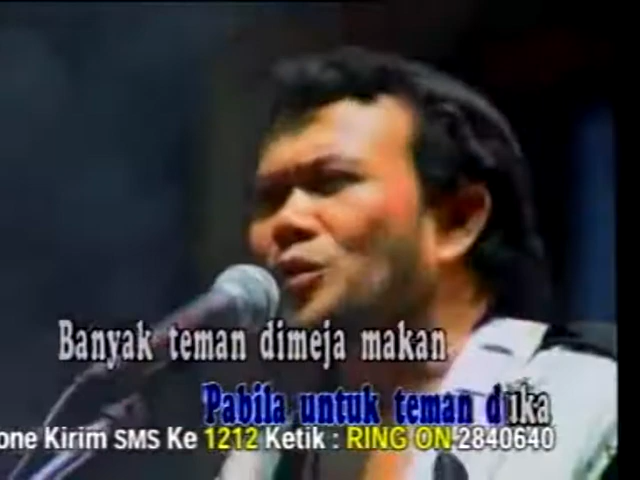 Banyak teman dimeja makan
Pabila untuk teman duka
one Kirim SMS Ke 1212 Ketik : RING ON 2840640